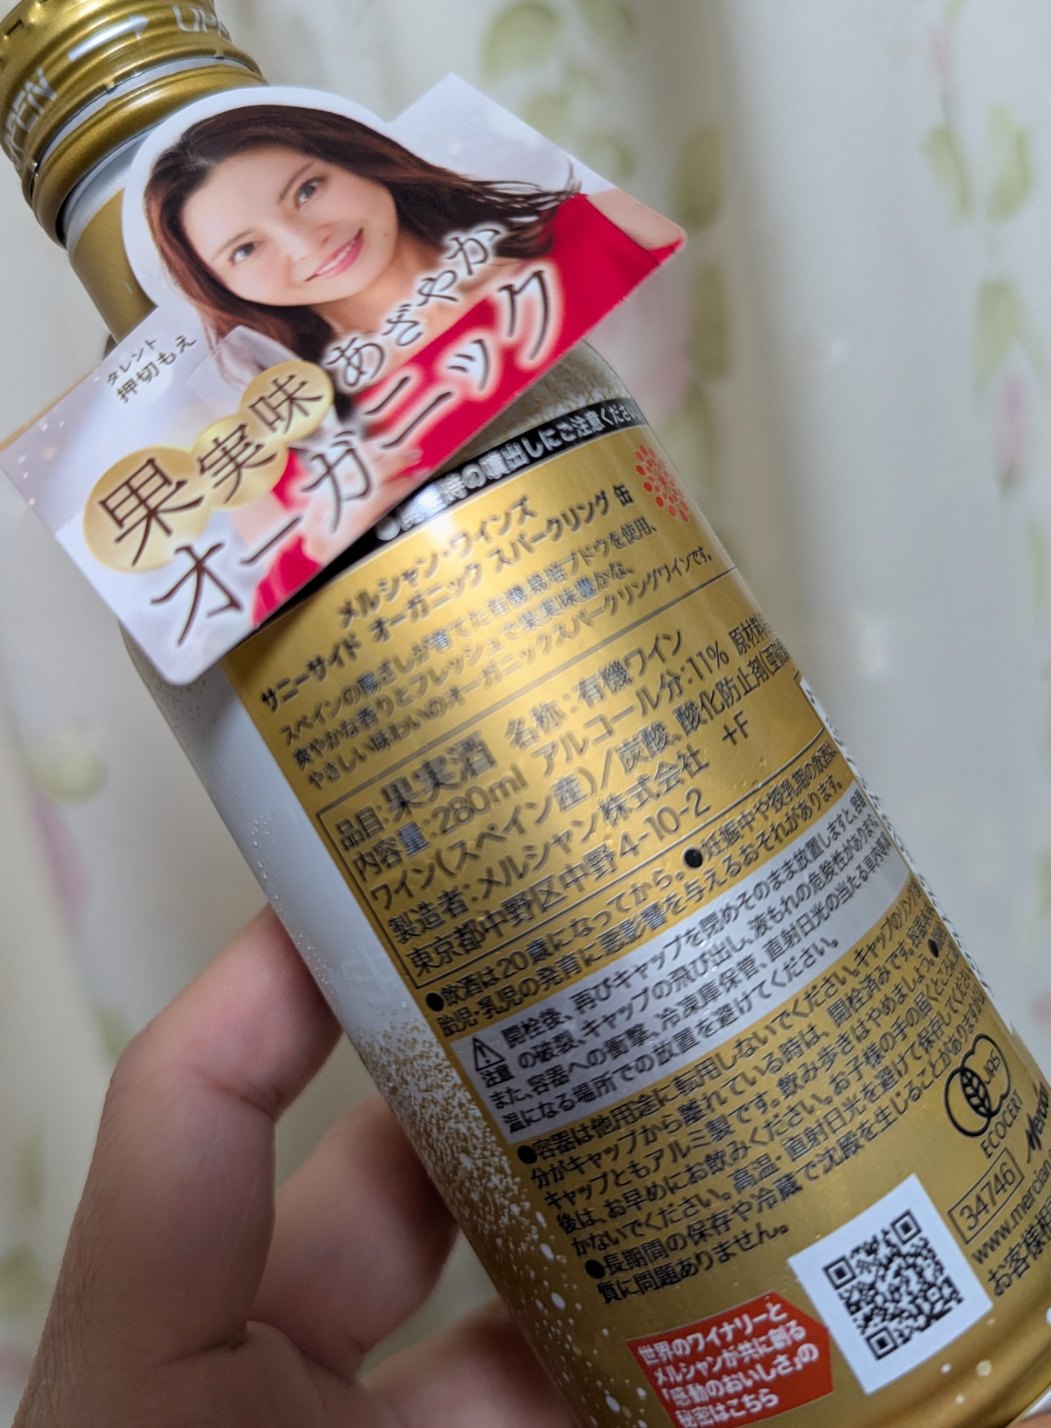 OPEN
タレント
押切もえ
果実味
あざやか
オーガニック
メルシャン・ワインズ
サニーサイド オーガニック スパークリング 缶
スペインの陽ざしが育てた有機栽培ブドウを使用、
爽やかな香りとフレッシュで果実味豊かな、
やさしい味わいのオーガニックスパークリングワインです。
品目:果実酒 名称:有機ワイン
内容量:280ml アルコール分:11% 原材料
ワイン(スペイン産)/炭酸、酸化防止剤
製造者:メルシャン株式会社 +F
東京都中野区中野4-10-2
●飲酒は20歳になってから。●妊娠中や授乳期の飲酒は、
胎児・乳児の発育に悪影響を与えるおそれがあります。
注意 開栓後、再びキャップを閉めそのまま放置しますと、
の破裂、キャップの飛び出し、液もれの危険性があります
また、容器への衝撃、冷凍庫保管、直射日光の当たる車内等
温になる場所での放置を避けてください。
●容器は他用途に転用しないでください。キャップのリング
分がキャップから離れている時は、開栓済みです。
キャップともアルミ製です。飲み歩きはやめましょう。
後は、お早めにお飲みください。お子様の手の届くところ
かないでください。高温、直射日光を避けて保存してくだ
●長期間の保存や冷蔵で沈殿を生じることがあります
質に問題ありません。
JAS
ECOCERT
34746
www.mercian
お客様相
世界のワイナリーと
メルシャンが共に創る
「感動のおいしさ」の
秘密はこちら